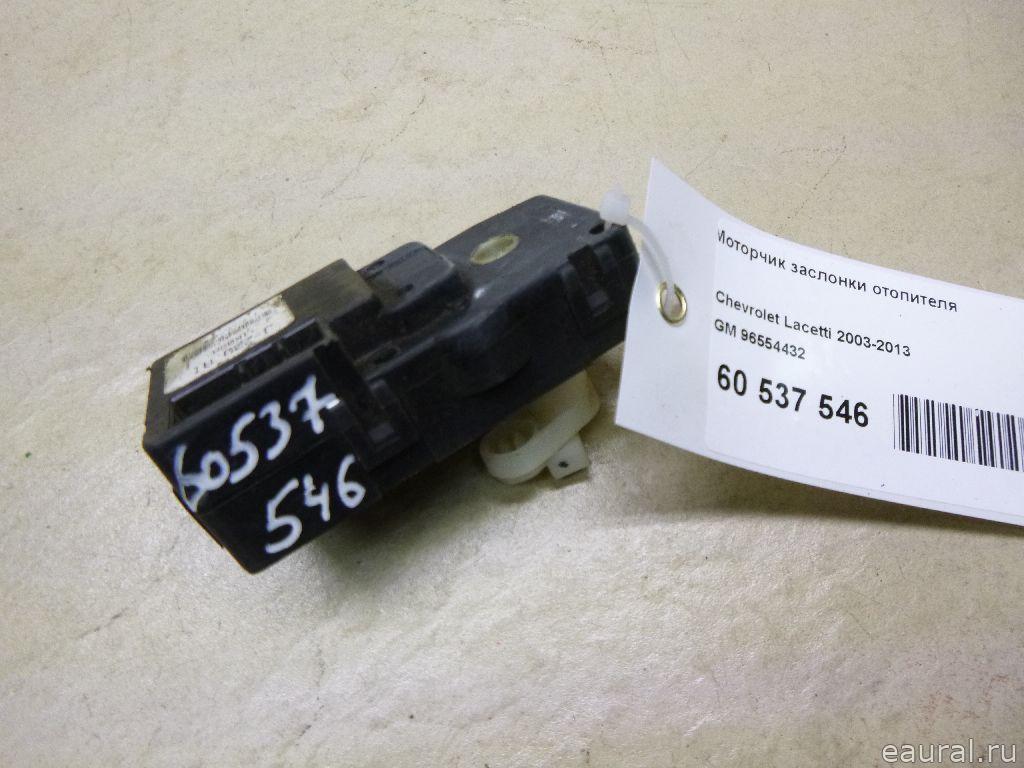 60537
546
Моторчик заслонки отопителя
Chevrolet Lacetti 2003-2013
GM 96554432
60 537 546
eaural.ru